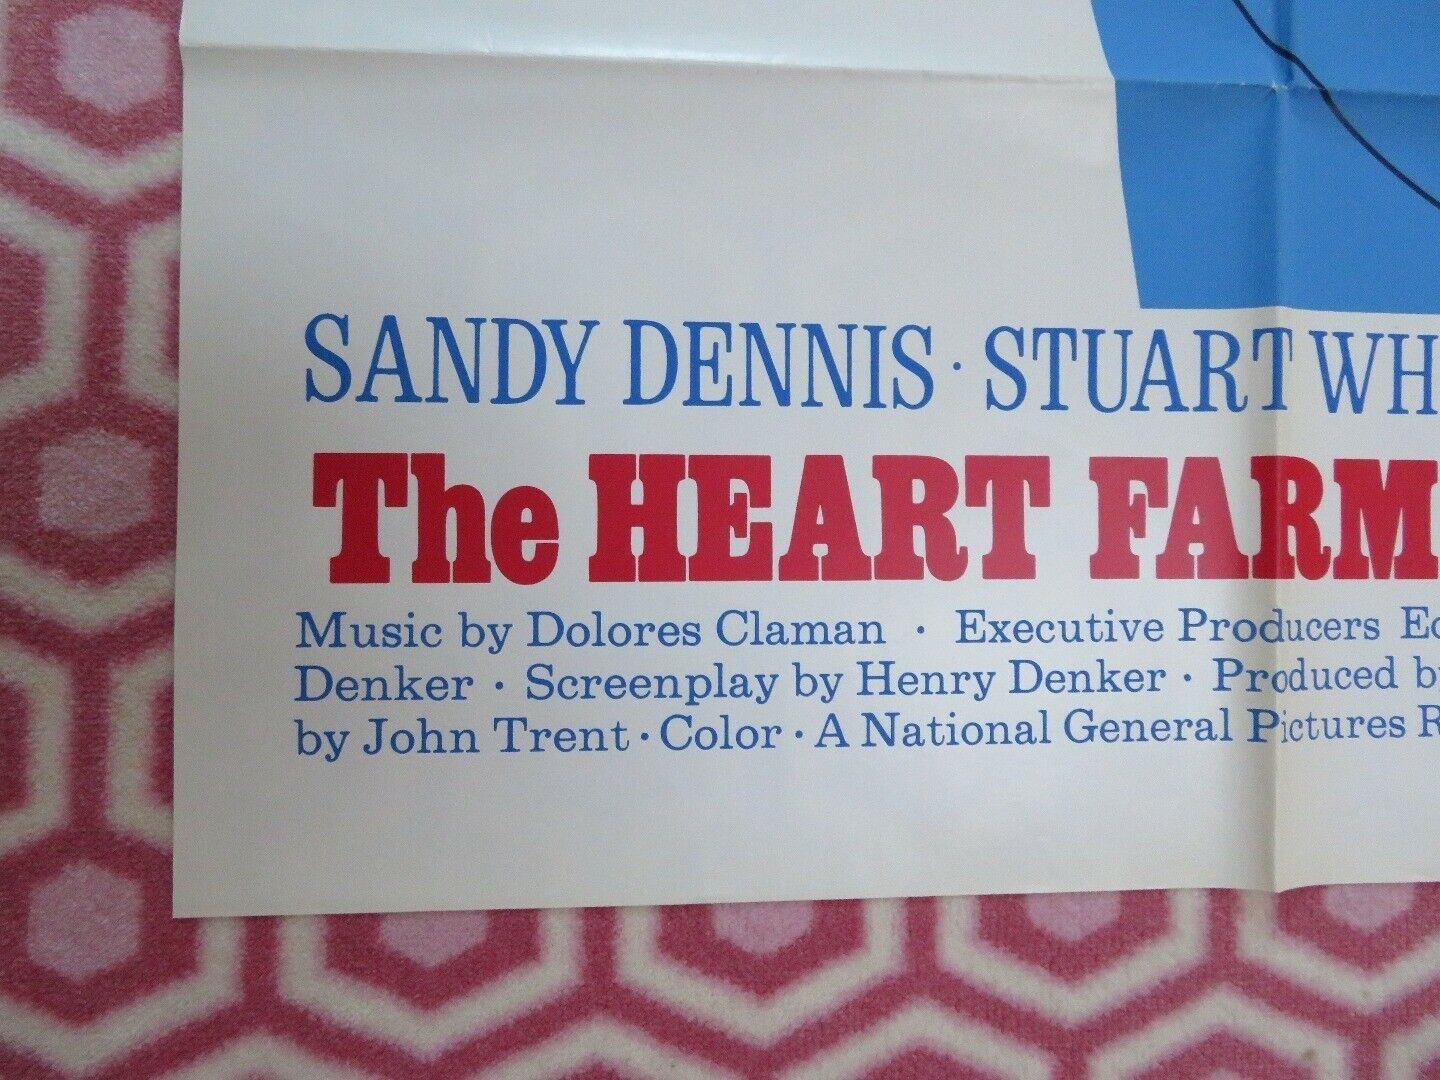 SANDY DENNIS · STUART WH
The HEART FARM
Music by Dolores Claman · Executive Producers
Denker · Screenplay by Henry Denker · Produced
by John Trent · Color · A National General Pictures R